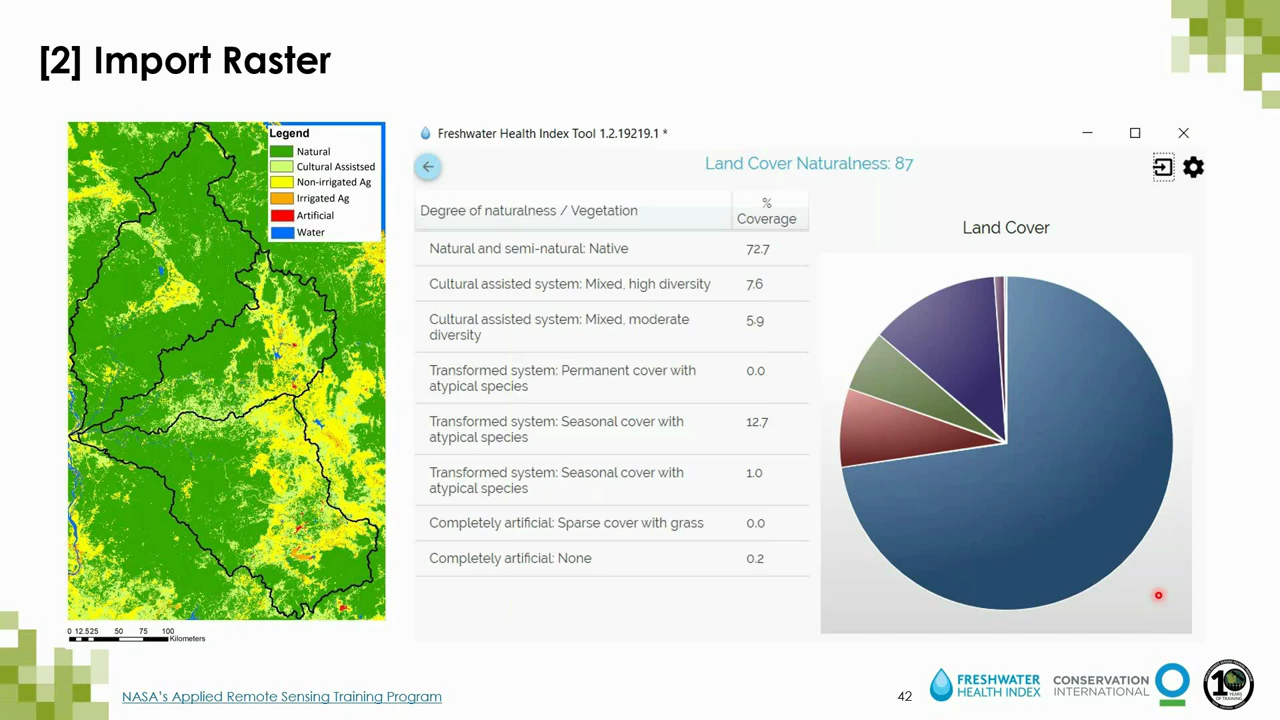 [2] Import Raster
Legend
Natural
Cultural Assistsed
Non-irrigated Ag
Irrigated Ag
Artificial
Water
0 12.525 50 75 100
Kilometers
Freshwater Health Index Tool 1.2.19219.1 *
Land Cover Naturalness: 87
Degree of naturalness / Vegetation
%
Coverage
Natural and semi-natural: Native 72.7
Cultural assisted system: Mixed, high diversity 7.6
Cultural assisted system: Mixed, moderate
diversity
5.9
Transformed system: Permanent cover with
atypical species
0.0
Transformed system: Seasonal cover with
atypical species
12.7
Transformed system: Seasonal cover with
atypical species
1.0
Completely artificial: Sparse cover with grass 0.0
Completely artificial: None 0.2
Land Cover
NASA's Applied Remote Sensing Training Program
42
FRESHWATER
HEALTH INDEX
CONSERVATION
INTERNATIONAL
10
YEARS
OF TRAINING